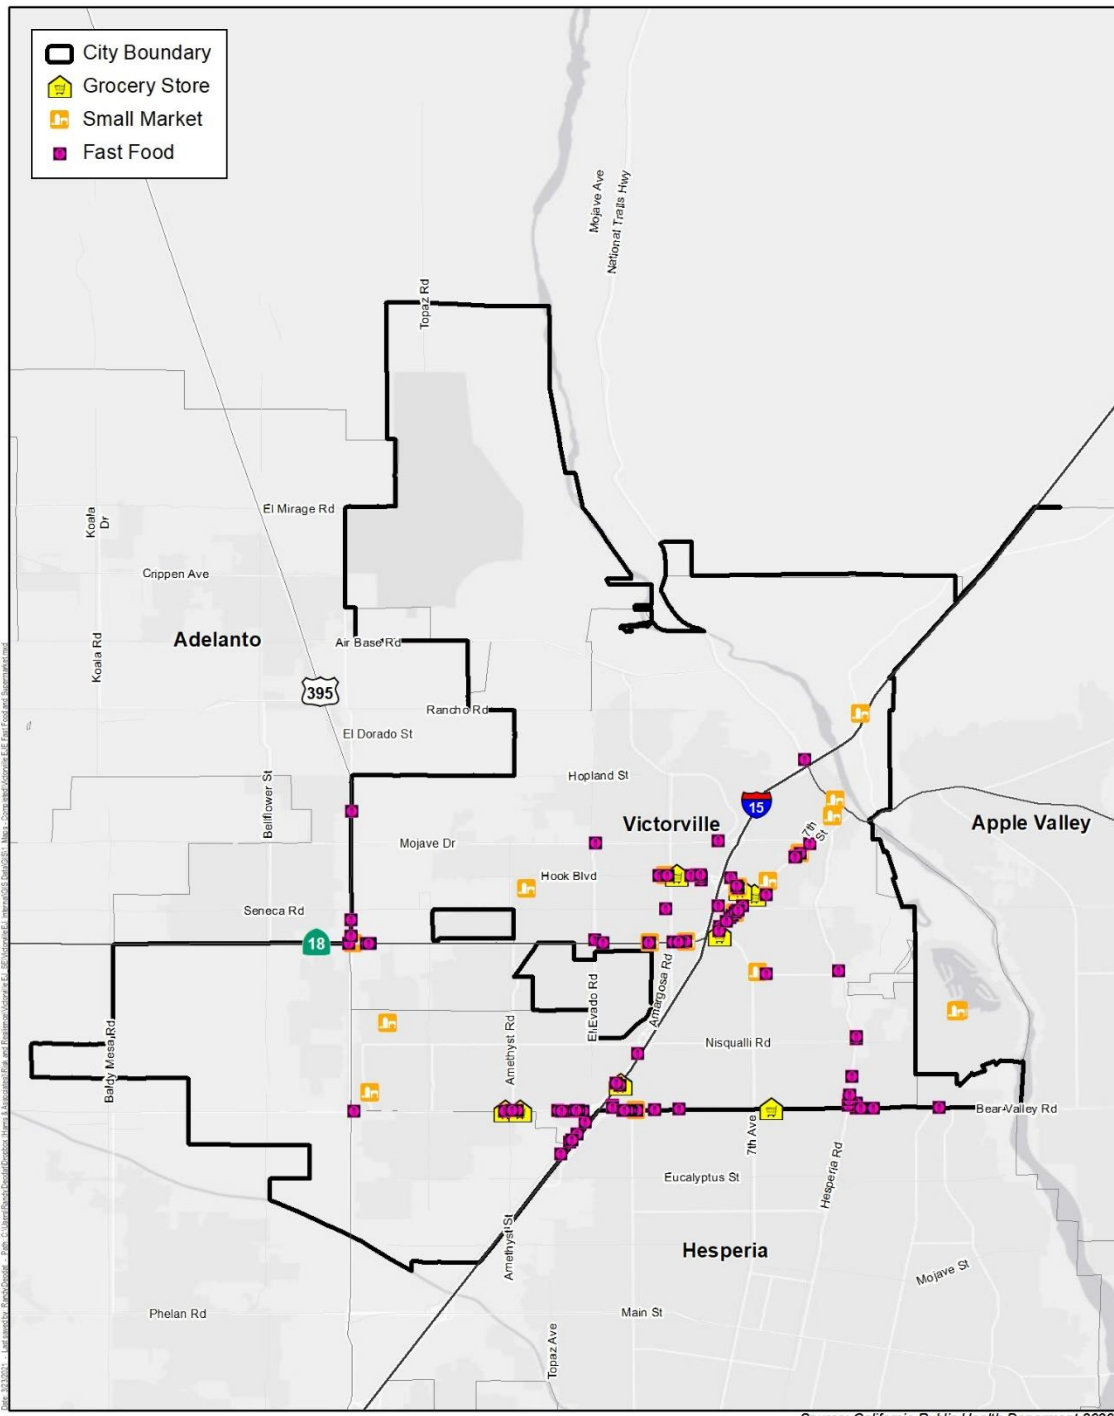 City Boundary
Grocery Store
Small Market
Fast Food
Mojave Ave
National Trails Hwy
Topaz Rd
El Mirage Rd
Koala
Dr
Crippen Ave
Adelanto
Air Base Rd
Koala Rd
395
Rancho Rd
El Dorado St
Hopland St
15
Bellflower St
Victorville
Apple Valley
Mojave Dr
7th
St
Hook Blvd
Seneca Rd
18
El Evado Rd
Amargosa Rd
Baldy Mesa Rd
Amethyst Rd
Nisqualli Rd
Bear Valley Rd
7th Ave
Hesperia Rd
Eucalyptus St
Amethyst St
Hesperia
Mojave St
Phelan Rd
Main St
Topaz Ave